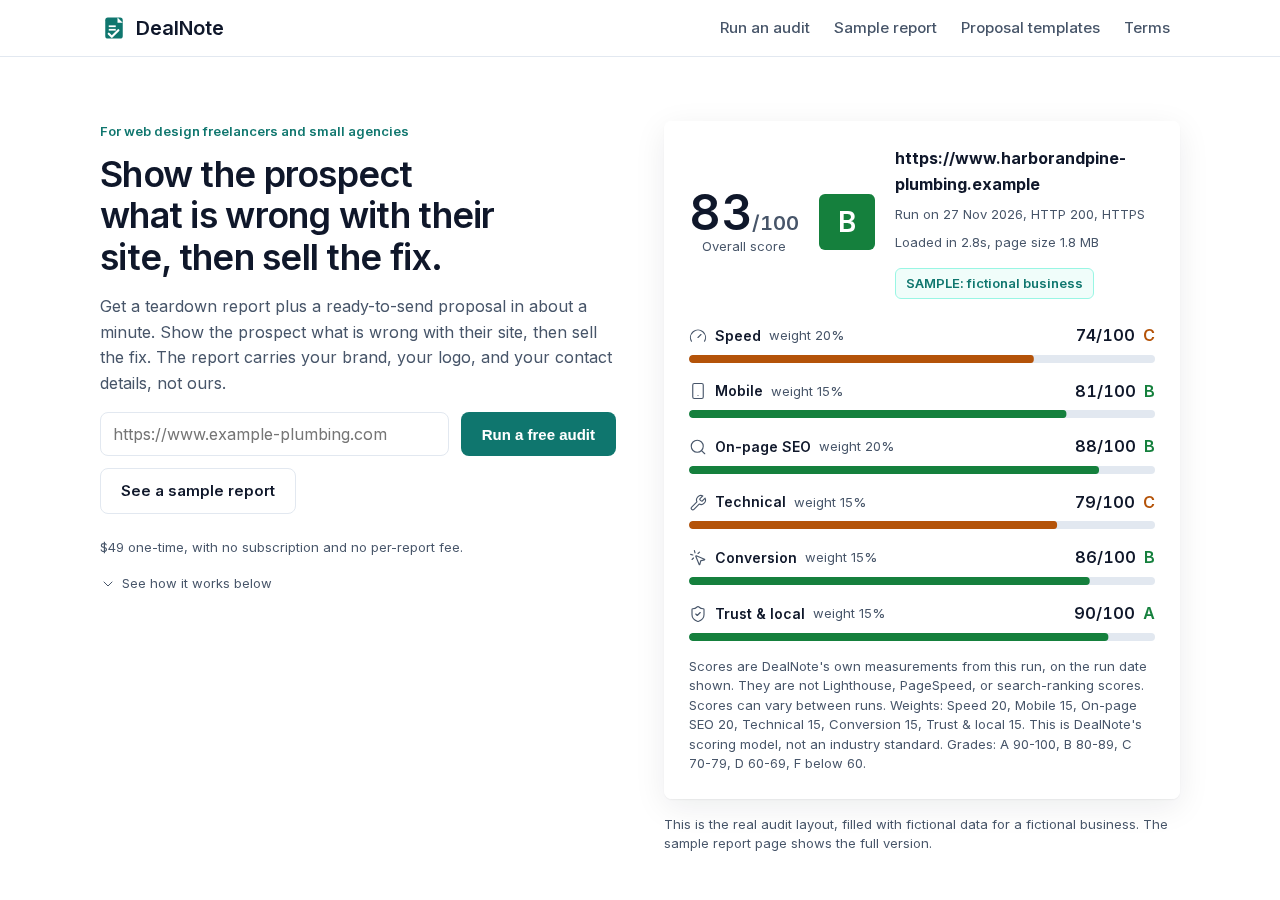 DealNote
Run an audit
Sample report
Proposal templates
Terms
For web design freelancers and small agencies
Show the prospect
what is wrong with their
site, then sell the fix.
Get a teardown report plus a ready-to-send proposal in about a
minute. Show the prospect what is wrong with their site, then sell
the fix. The report carries your brand, your logo, and your contact
details, not ours.
https://www.example-plumbing.com
Run a free audit
See a sample report
$49 one-time, with no subscription and no per-report fee.
See how it works below
83/100
Overall score
B
https://www.harborandpine-
plumbing.example
Run on 27 Nov 2026, HTTP 200, HTTPS
Loaded in 2.8s, page size 1.8 MB
SAMPLE: fictional business
Speed weight 20% 74/100 C
Mobile weight 15% 81/100 B
On-page SEO weight 20% 88/100 B
Technical weight 15% 79/100 C
Conversion weight 15% 86/100 B
Trust & local weight 15% 90/100 A
Scores are DealNote's own measurements from this run, on the run date
shown. They are not Lighthouse, PageSpeed, or search-ranking scores.
Scores can vary between runs. Weights: Speed 20, Mobile 15, On-page
SEO 20, Technical 15, Conversion 15, Trust & local 15. This is DealNote's
scoring model, not an industry standard. Grades: A 90-100, B 80-89, C
70-79, D 60-69, F below 60.
This is the real audit layout, filled with fictional data for a fictional business. The
sample report page shows the full version.